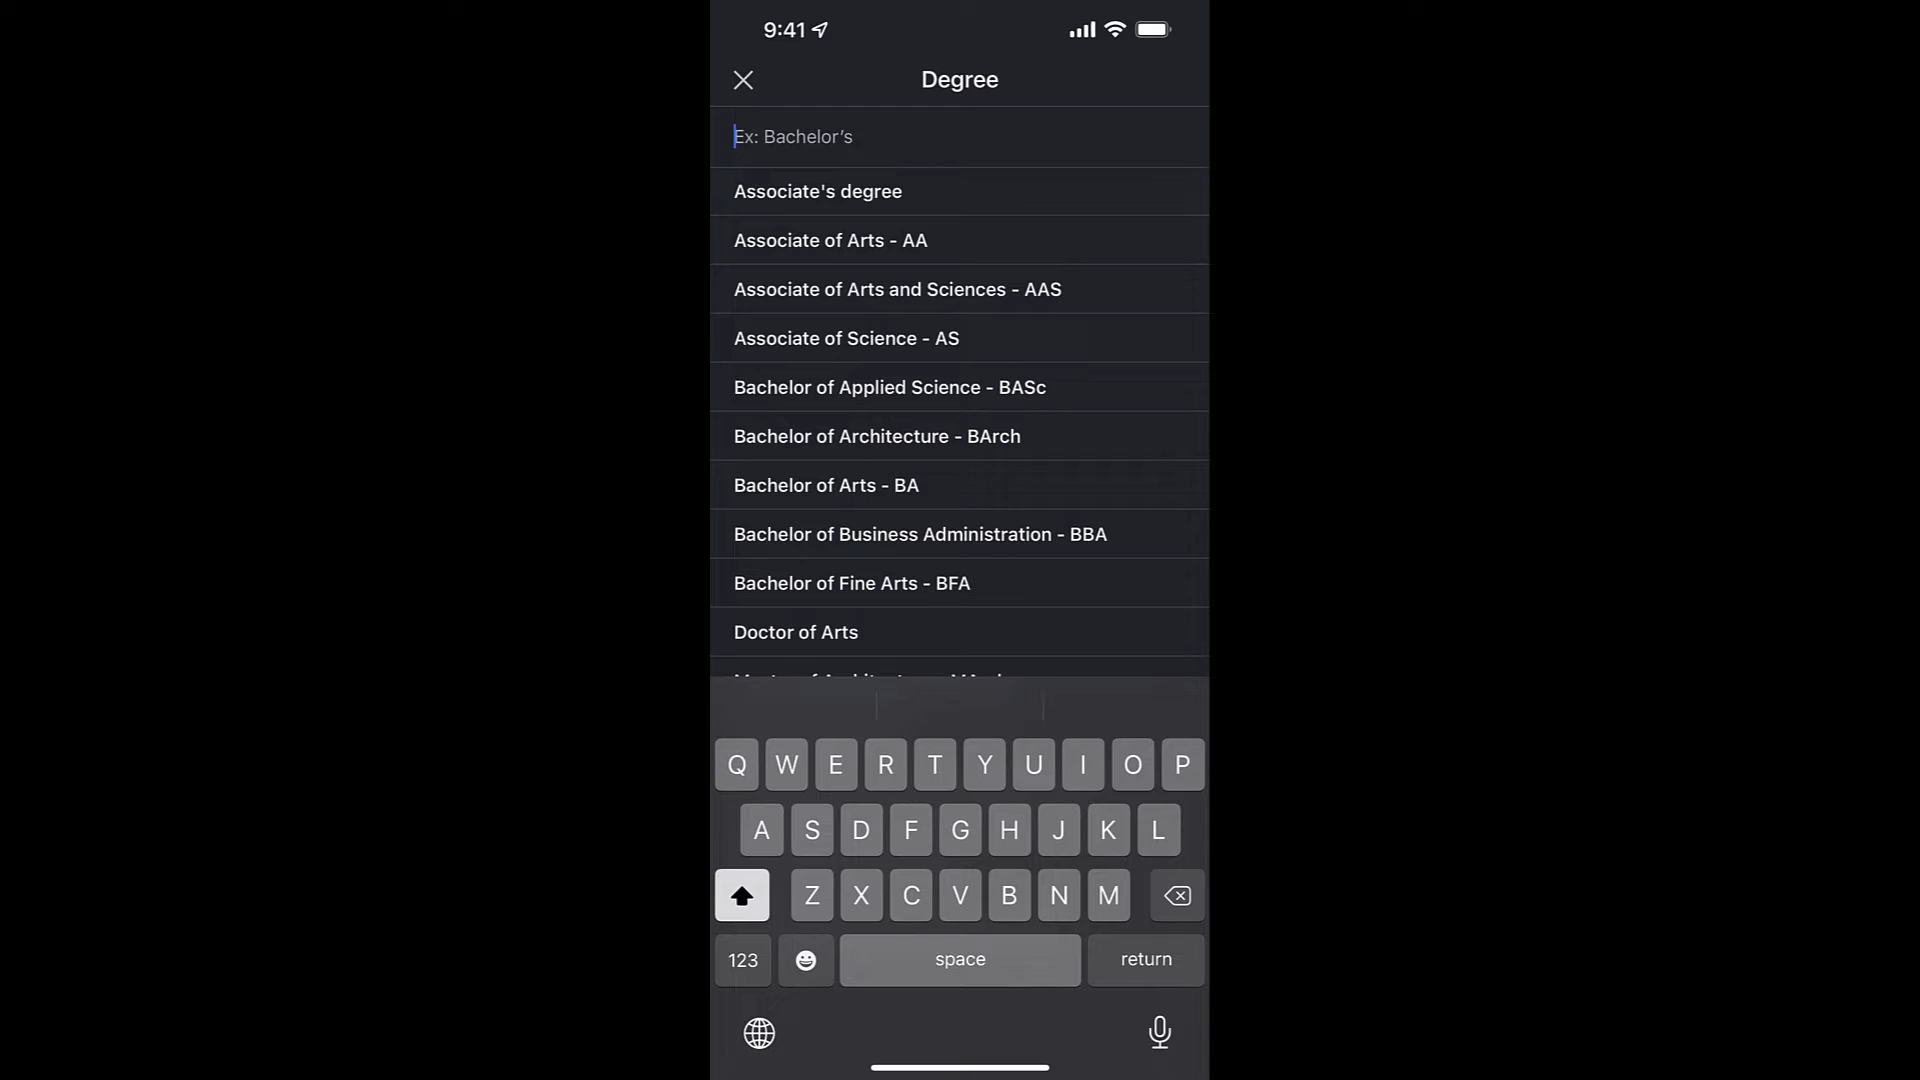 9:41
Degree
Ex: Bachelor’s
Associate's degree
Associate of Arts - AA
Associate of Arts and Sciences - AAS
Associate of Science - AS
Bachelor of Applied Science - BASc
Bachelor of Architecture - BArch
Bachelor of Arts - BA
Bachelor of Business Administration - BBA
Bachelor of Fine Arts - BFA
Doctor of Arts
Q W E R T Y U I O P
A S D F G H J K L
Z X C V B N M
123 space return